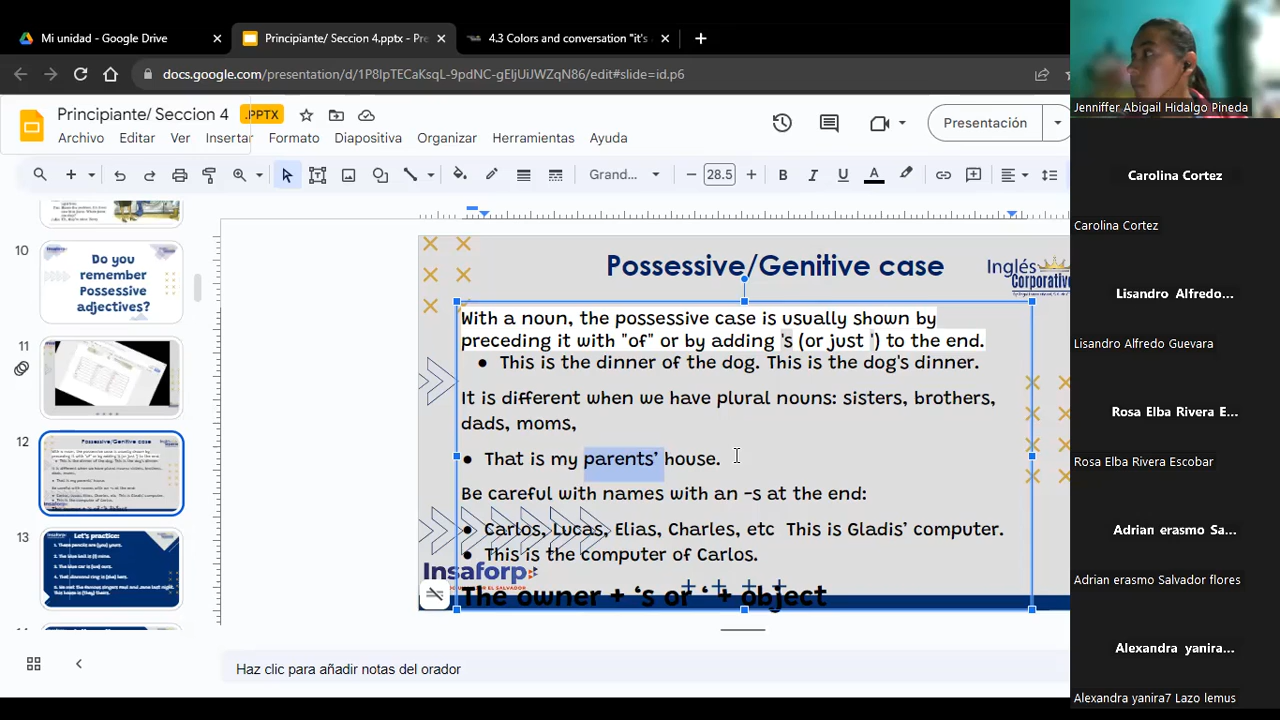 Mi unidad - Google Drive
Principiante/ Seccion 4.pptx - Pre
4.3 Colors and conversation "it's
docs.google.com/presentation/d/1P8IpTECaKsqL-9pdNC-gEljUiJWZqN86/edit#slide=id.p6
Principiante/ Seccion 4
.PPTX
Archivo Editar Ver Insertar Formato Diapositiva Organizar Herramientas Ayuda
Presentación
Grand...
28.5
10
Do you
remember
Possessive
adjectives?
11
12
13
Let's practice:
Possessive/Genitive case
Inglés
Corporativo
With a noun, the possessive case is usually shown by
preceding it with "of" or by adding 's (or just ') to the end.
● This is the dinner of the dog. This is the dog's dinner.
It is different when we have plural nouns: sisters, brothers,
dads, moms,
● That is my parents’ house.
Becareful with names with an -s at the end:
● Carlos, Lucas, Elias, Charles, etc This is Gladis’ computer.
● This is the computer of Carlos.
Insaforp
The owner + ‘s or ‘ + object
Haz clic para añadir notas del orador
Jenniffer Abigail Hidalgo Pineda
Carolina Cortez
Carolina Cortez
Lisandro Alfredo...
Lisandro Alfredo Guevara
Rosa Elba Rivera E...
Rosa Elba Rivera Escobar
Adrian erasmo Sa...
Adrian erasmo Salvador flores
Alexandra yanira...
Alexandra yanira7 Lazo lemus